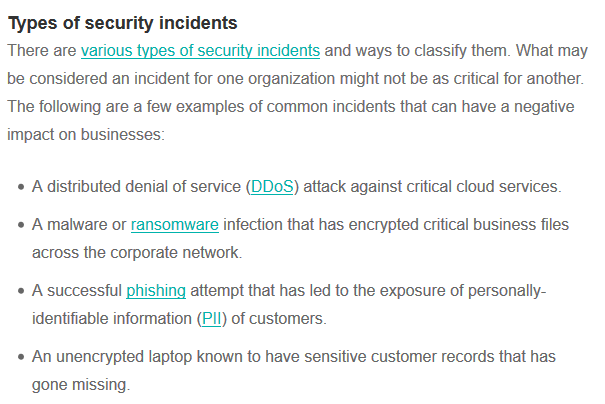 Types of security incidents
There are various types of security incidents and ways to classify them. What may
be considered an incident for one organization might not be as critical for another.
The following are a few examples of common incidents that can have a negative
impact on businesses:
• A distributed denial of service (DDoS) attack against critical cloud services.
• A malware or ransomware infection that has encrypted critical business files
across the corporate network.
• A successful phishing attempt that has led to the exposure of personally-
identifiable information (PII) of customers.
• An unencrypted laptop known to have sensitive customer records that has
gone missing.